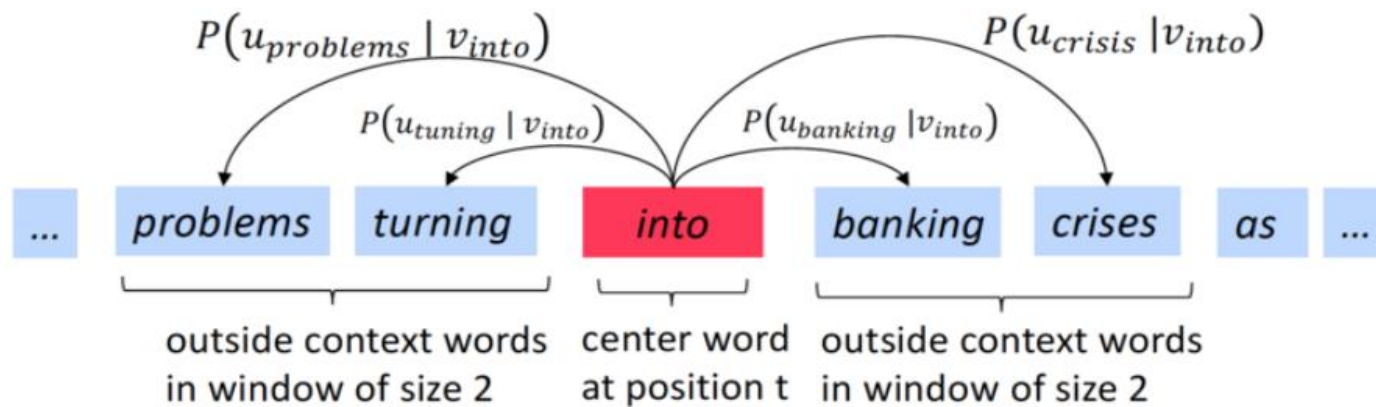 P(u_problems | v_into)
P(u_crisis |v_into)
P(u_tuning | v_into)
P(u_banking |v_into)
... problems turning into banking crises as ...
outside context words center word outside context words
in window of size 2 at position t in window of size 2